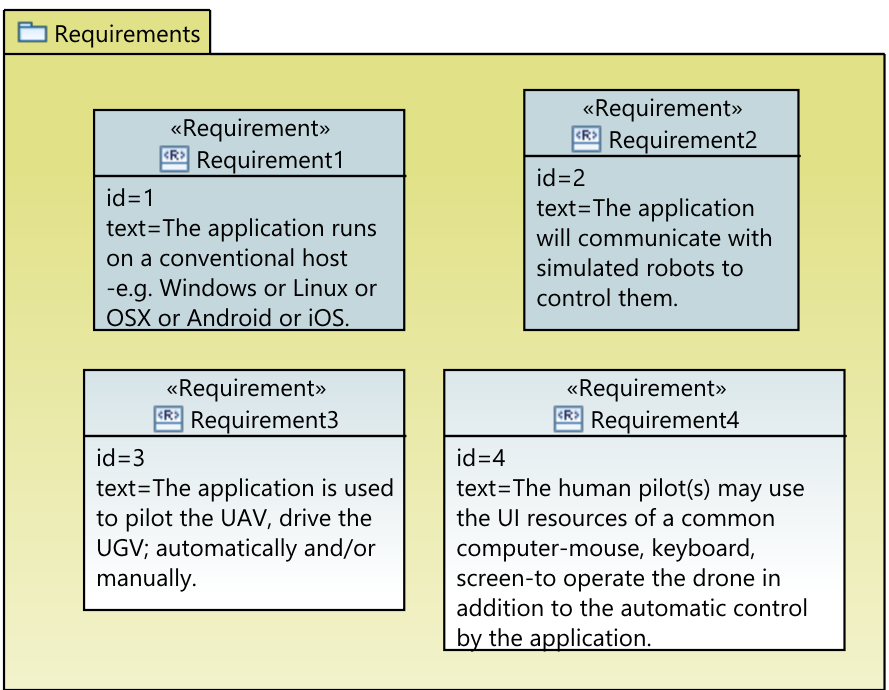 Requirements
«Requirement»
<R> Requirement1
id=1
text=The application runs
on a conventional host
-e.g. Windows or Linux or
OSX or Android or iOS.
«Requirement»
<R> Requirement2
id=2
text=The application
will communicate with
simulated robots to
control them.
«Requirement»
<R> Requirement3
id=3
text=The application is used
to pilot the UAV, drive the
UGV; automatically and/or
manually.
«Requirement»
<R> Requirement4
id=4
text=The human pilot(s) may use
the UI resources of a common
computer-mouse, keyboard,
screen-to operate the drone in
addition to the automatic control
by the application.